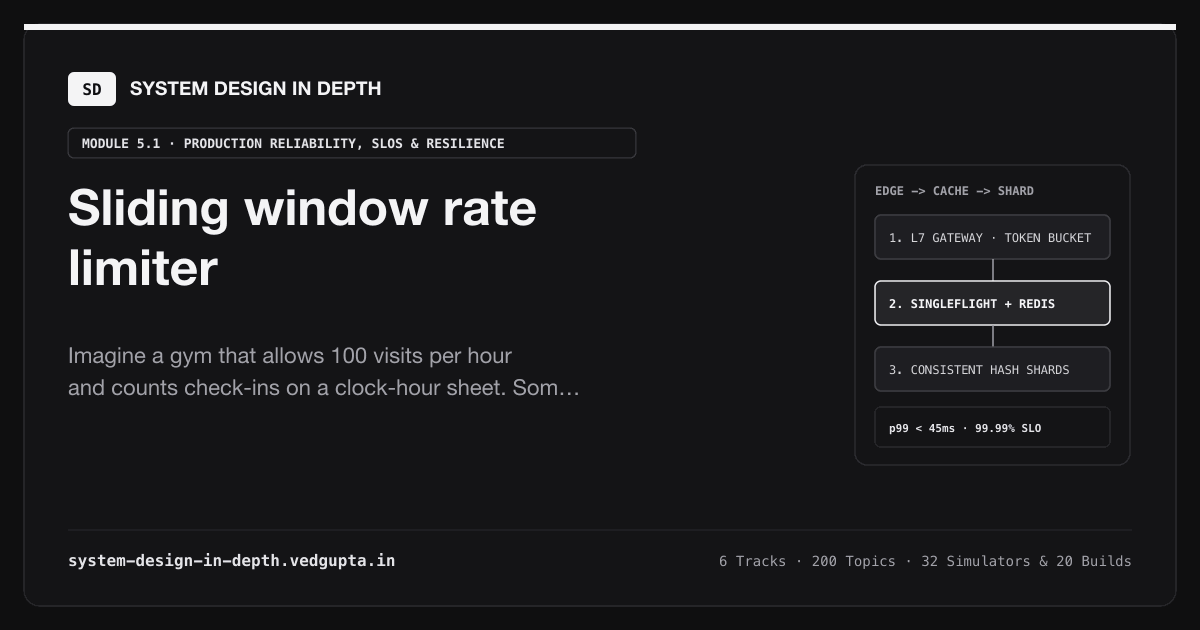 SD
SYSTEM DESIGN IN DEPTH
MODULE 5.1 · PRODUCTION RELIABILITY, SLOS & RESILIENCE
Sliding window rate
limiter
Imagine a gym that allows 100 visits per hour
and counts check-ins on a clock-hour sheet. Som…
EDGE -> CACHE -> SHARD
1. L7 GATEWAY · TOKEN BUCKET
2. SINGLEFLIGHT + REDIS
3. CONSISTENT HASH SHARDS
p99 < 45ms · 99.99% SLO
system-design-in-depth.vedgupta.in
6 Tracks · 200 Topics · 32 Simulators & 20 Builds